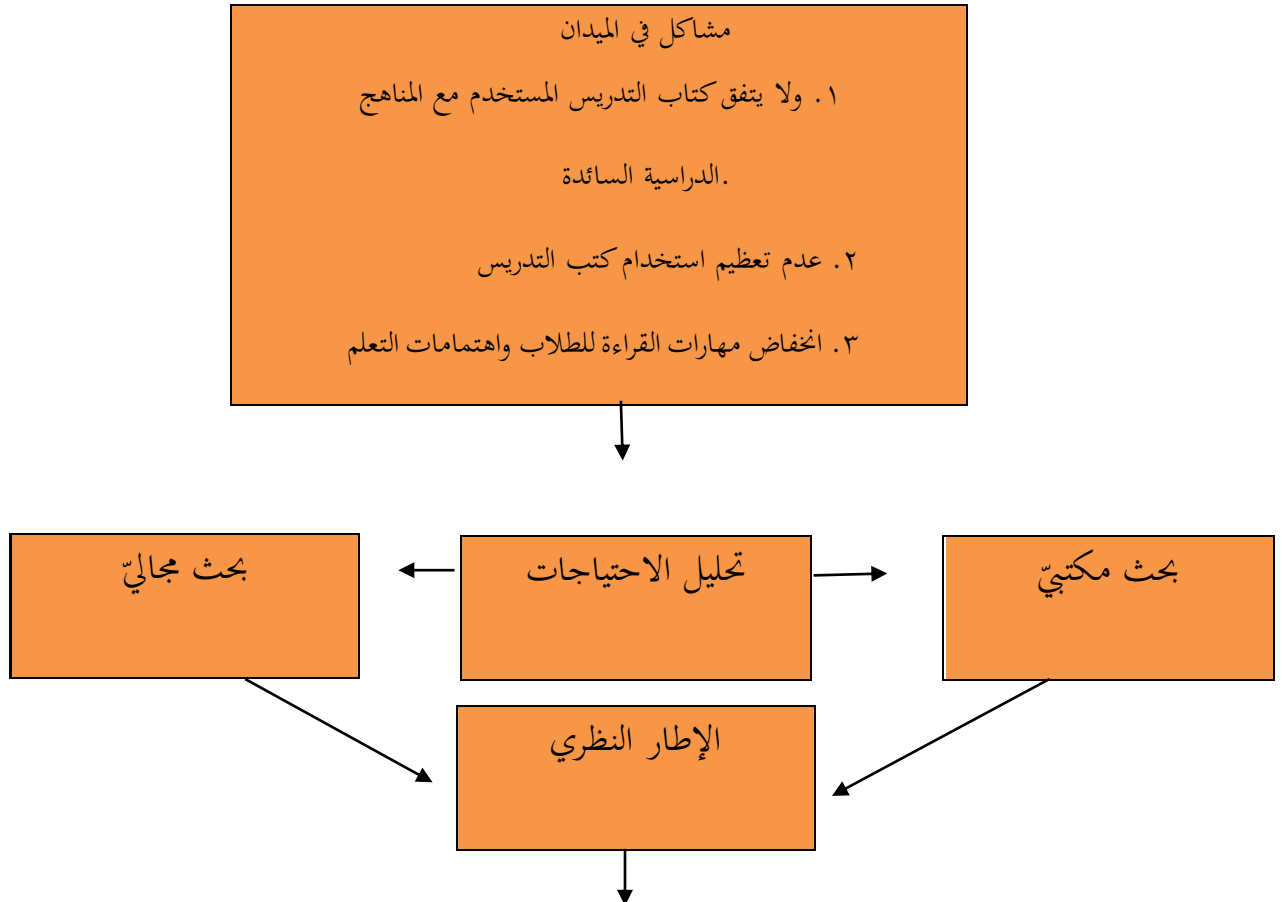 مشاكل في الميدان
١. ولا يتفق كتاب التدريس المستخدم مع المناهج
الدراسية السائدة.
٢. عدم تعظيم استخدام كتب التدريس
٣. انخفاض مهارات القراءة للطلاب واهتمامات التعلم
بحث مكتبيّ
تحليل الاحتياجات
بحث مجاليّ
الإطار النظري